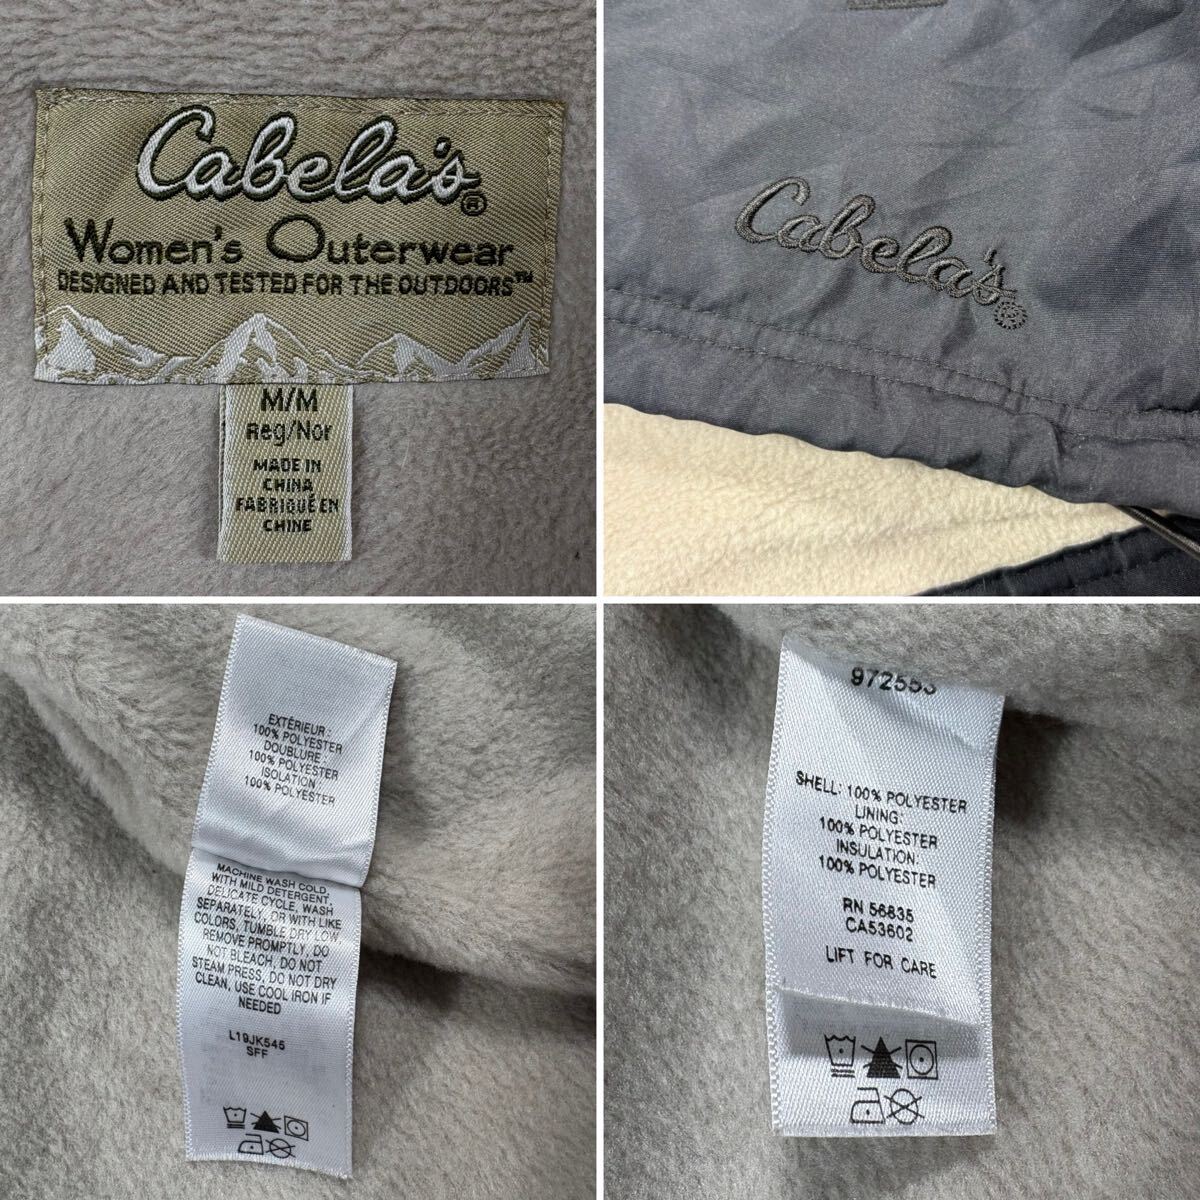 Cabela's®
Women's Outerwear
DESIGNED AND TESTED FOR THE OUTDOORS™
M/M
Reg/Nor
MADE IN
CHINA
FABRIQUÉ EN
CHINE
Cabela's®
EXTÉRIEUR :
100% POLYESTER
DOUBLURE :
100% POLYESTER
ISOLATION
100% POLYESTER
MACHINE WASH COLD,
WITH MILD DETERGENT,
DELICATE CYCLE, WASH
SEPARATELY, OR WITH LIKE
COLORS, TUMBLE DRY LOW,
REMOVE PROMPTLY, DO
NOT BLEACH, DO NOT
STEAM PRESS, DO NOT DRY
CLEAN, USE COOL IRON IF
NEEDED
L19JK545
SFF
972553
SHELL: 100% POLYESTER
LINING:
100% POLYESTER
INSULATION:
100% POLYESTER
RN 56835
CA53602
LIFT FOR CARE